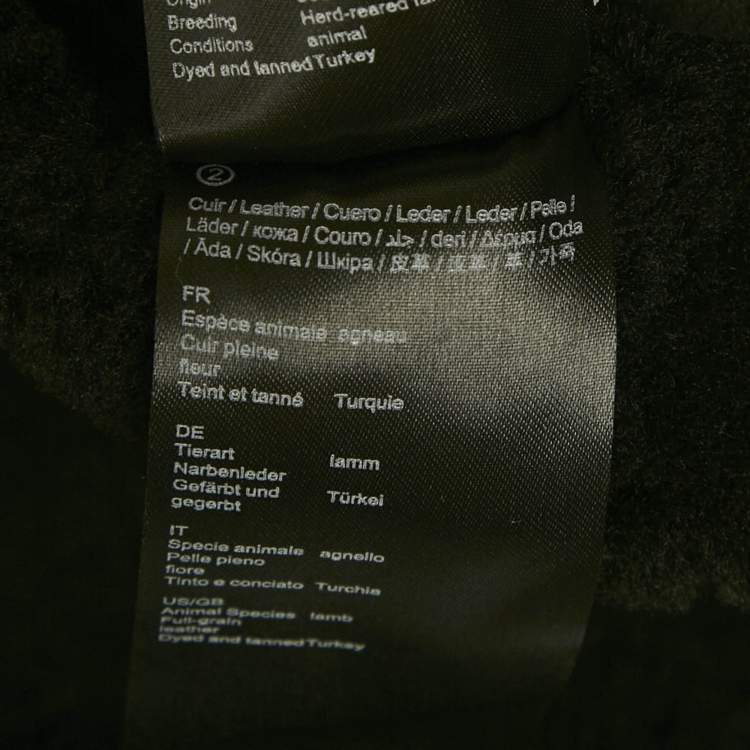 Breeding Herd-reared
Conditions animal
Dyed and tanned Turkey
2
Cuir / Leather / Cuero / Leder / Leder / Pelle /
Läder / кожа / Couro / جلد / deri / Δέρμα / Oda
/ Āda / Skóra / Шкіра / 皮革 / 皮革 / 革 / 가죽
FR
Espèce animale agneau
Cuir pleine
fleur
Teint et tanné Turquie
DE
Tierart lamm
Narbenleder
Gefärbt und Türkei
gegerbt
IT
Specie animale agnello
Pelle pieno
fiore
Tinto e conciato Turchia
US/GB
Animal Species lamb
Full-grain
leather
Dyed and tanned Turkey